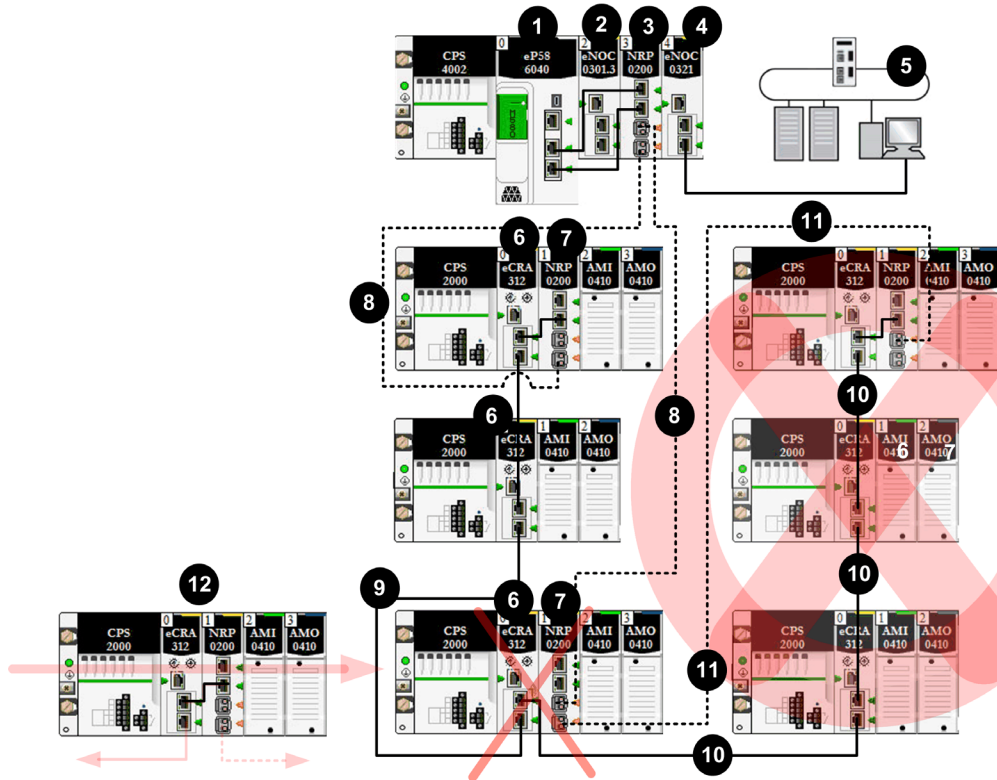 1 2 3 4
0 2 3 4
CPS eP58 eNOC NRP eNOC
4002 6040 0301.3 0200 0321
5
6 7 11
0 1 2 3
CPS eCRA NRP AMI AMO
2000 312 0200 0410 0410
8
0 1 2 3
CPS eCRA NRP AMI AMO
2000 312 0200 0410 0410
10
6
0 1 2
CPS eCRA AMI AMO
2000 312 0410 0410
8
0 1 2
CPS eCRA AMI AMO
2000 312 0410 0410
6 7
10
12
0 1 2 3
CPS eCRA NRP AMI AMO
2000 312 0200 0410 0410
9 6 7
0 1 2 3
CPS eCRA NRP AMI AMO
2000 312 0200 0410 0410
11
0 1 2
CPS eCRA AMI AMO
2000 312 0410 0410
10